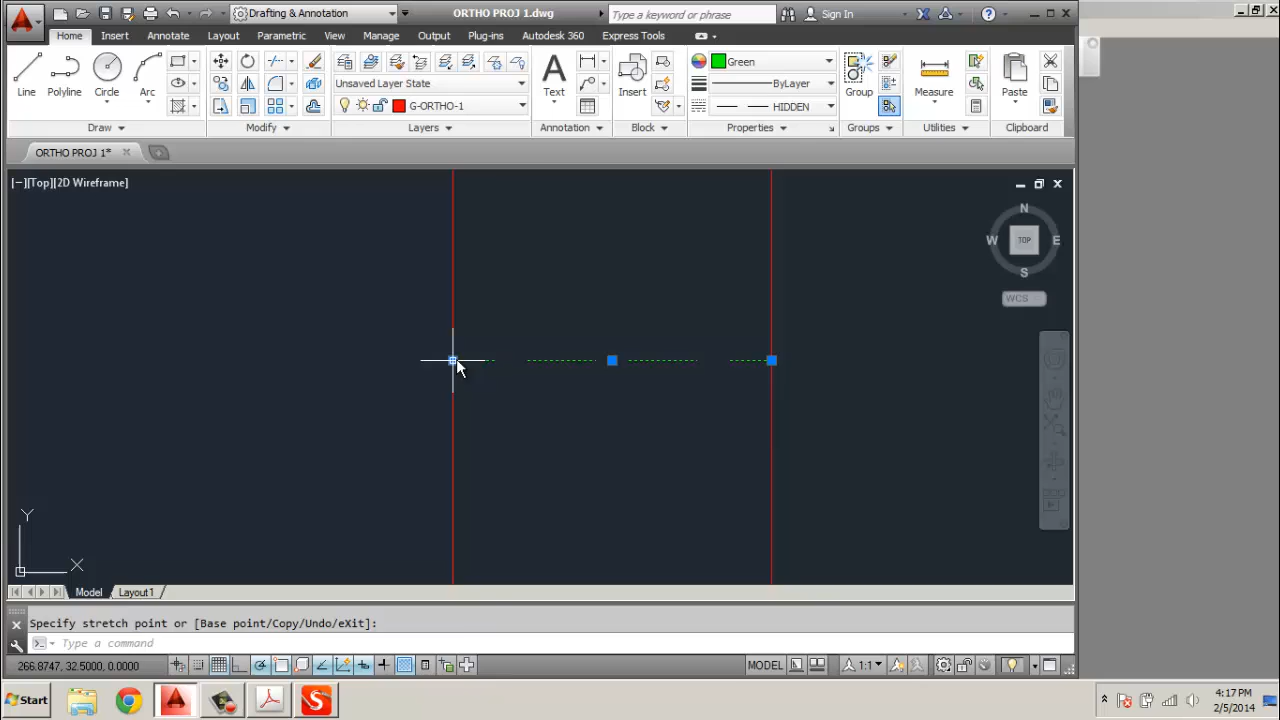 Drafting & Annotation
ORTHO PROJ 1.dwg
Type a keyword or phrase
Sign In
Home Insert Annotate Layout Parametric View Manage Output Plug-ins Autodesk 360 Express Tools
Line Polyline Circle Arc
Draw
Modify
Unsaved Layer State
G-ORTHO-1
Layers
A
Text
Annotation
Insert
Block
Green
ByLayer
HIDDEN
Properties
Group
Groups
Measure
Utilities
Paste
Clipboard
ORTHO PROJ 1*
[−][Top][2D Wireframe]
N
W TOP E
S
WCS
Y
X
Model Layout1
Specify stretch point or [Base point/Copy/Undo/eXit]:
Type a command
266.8747, 32.5000, 0.0000
MODEL
1:1
Start
4:17 PM
2/5/2014